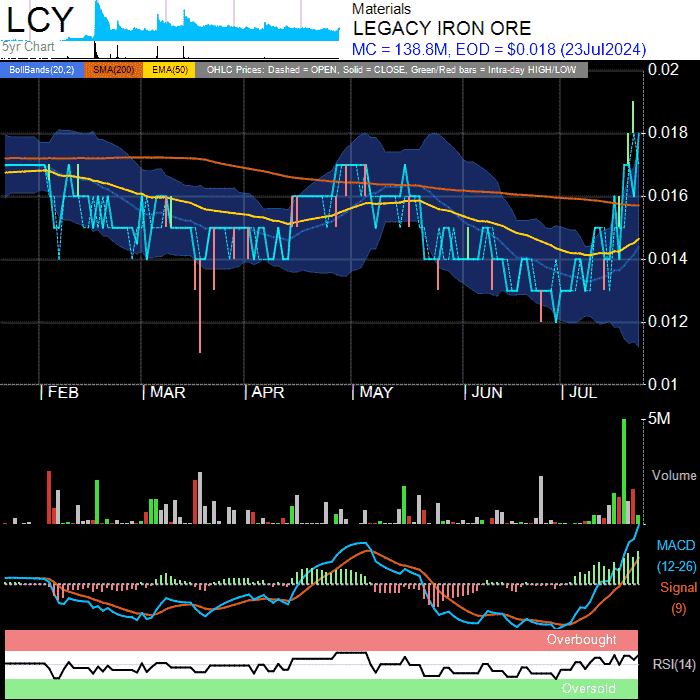 LCY
5yr Chart
Materials
LEGACY IRON ORE
MC = 138.8M, EOD = $0.018 (23Jul2024)
BollBands(20,2) SMA(200) EMA(50) OHLC Prices: Dashed = OPEN, Solid = CLOSE, Green/Red bars = Intra-day HIGH/LOW
0.02
0.018
0.016
0.014
0.012
0.01
FEB MAR APR MAY JUN JUL
5M
Volume
MACD
(12-26)
Signal
(9)
Overbought
RSI(14)
Oversold